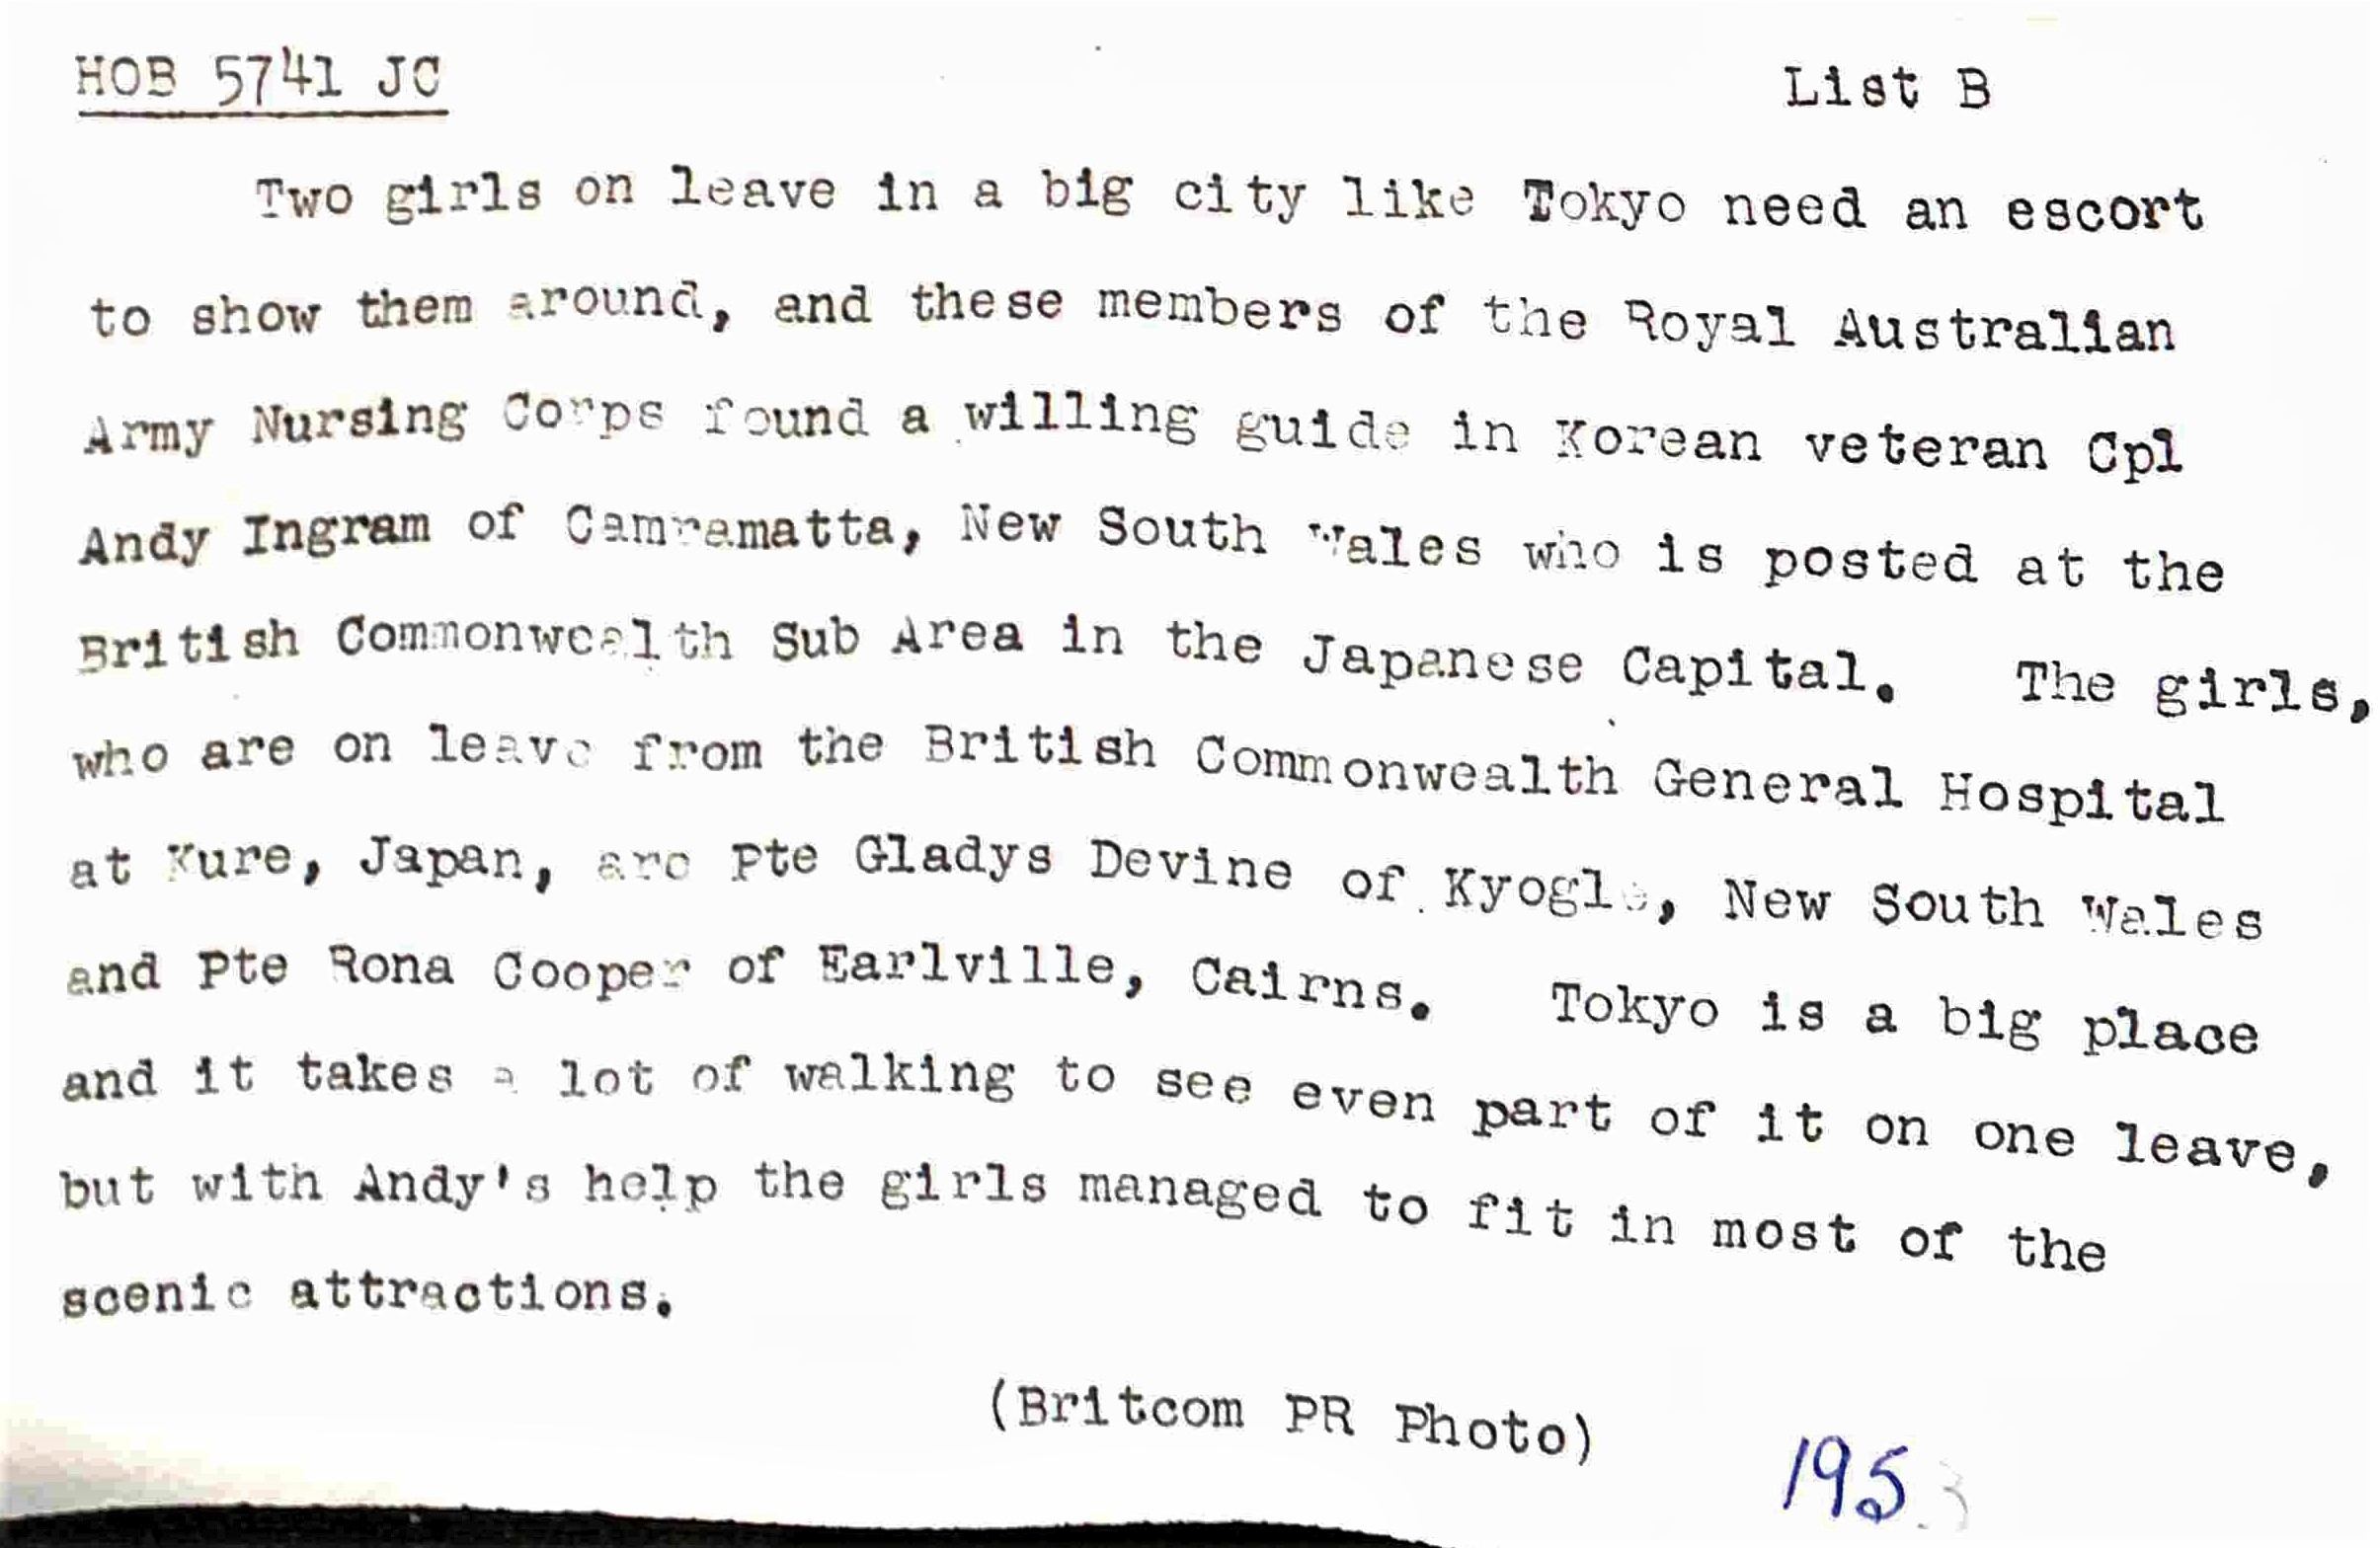 HOB 5741 JC
List B
Two girls on leave in a big city like Tokyo need an escort
to show them around, and these members of the Royal Australian
Army Nursing Corps found a willing guide in Korean veteran Cpl
Andy Ingram of Camramatta, New South Wales who is posted at the
British Commonwealth Sub Area in the Japanese Capital. The girls,
who are on leave from the British Commonwealth General Hospital
at Kure, Japan, are Pte Gladys Devine of Kyogle, New South Wales
and Pte Rona Cooper of Earlville, Cairns. Tokyo is a big place
and it takes a lot of walking to see even part of it on one leave,
but with Andy's help the girls managed to fit in most of the
scenic attractions.
(Britcom PR Photo)
1953